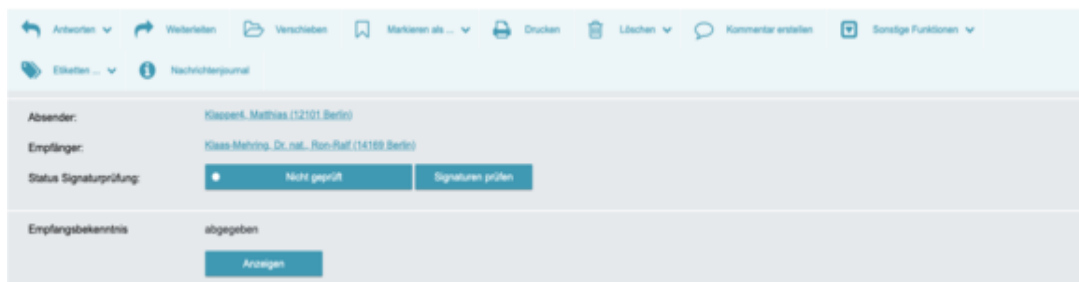 Antworten Weiterleiten Verschieben Markieren als ... Drucken Löschen Kommentar erstellen Sonstige Funktionen
Etiketten ... Nachrichtenjournal
Absender: Klapper4, Matthias (12101 Berlin)
Empfänger: Klaas-Mehring, Dr. nat., Ron-Ralf (14169 Berlin)
Status Signaturprüfung: Nicht geprüft Signaturen prüfen
Empfangsbekenntnis abgegeben
Anzeigen